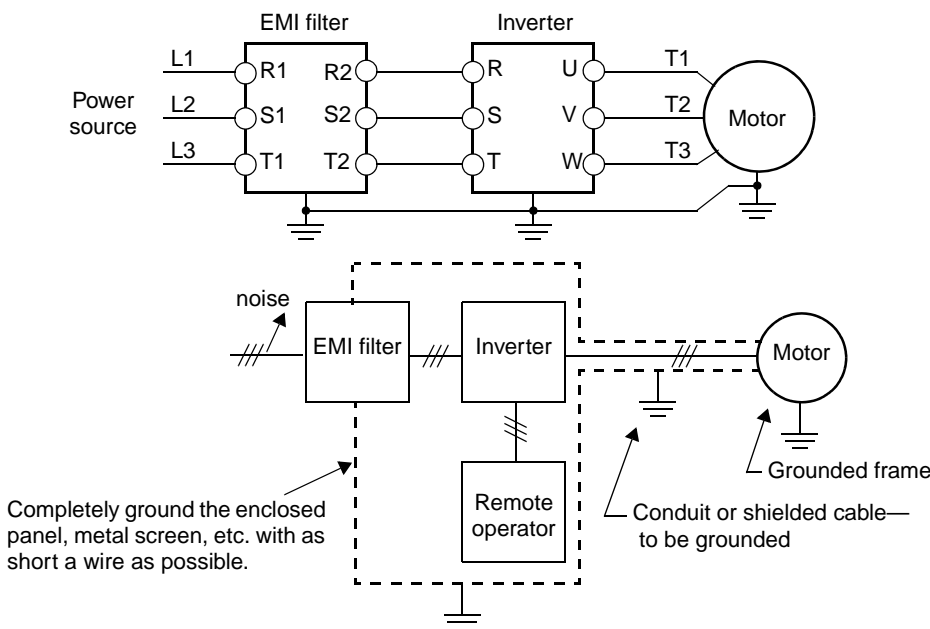 EMI filter
Inverter
L1
R1
R2
R
U
T1
Power
source
L2
S1
S2
S
V
T2
Motor
L3
T1
T2
T
W
T3
noise
EMI filter
Inverter
Motor
Grounded frame
Completely ground the enclosed
panel, metal screen, etc. with as
short a wire as possible.
Remote
operator
Conduit or shielded cable—
to be grounded